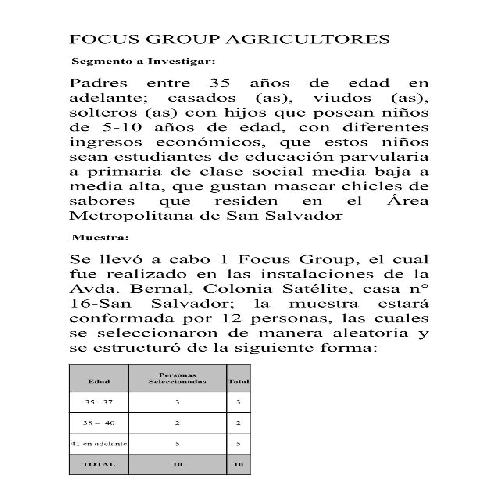 FOCUS GROUP AGRICULTORES
Segmento a Investigar:
Padres entre 35 años de edad en
adelante; casados (as), viudos (as),
solteros (as) con hijos que posean niños
de 5-10 años de edad, con diferentes
ingresos económicos, que estos niños
sean estudiantes de educación parvularia
a primaria de clase social media baja a
media alta, que gustan mascar chicles de
sabores que residen en el Área
Metropolitana de San Salvador
Muestra:
Se llevó a cabo 1 Focus Group, el cual
fue realizado en las instalaciones de la
Avda. Bernal, Colonia Satélite, casa n°
16-San Salvador; la muestra estará
conformada por 12 personas, las cuales
se seleccionaron de manera aleatoria y
se estructuró de la siguiente forma:
Edad Personas Seleccionadas Total
35 - 37 3 3
38 - 40 2 2
41 en adelante 5 5
TOTAL 10 10